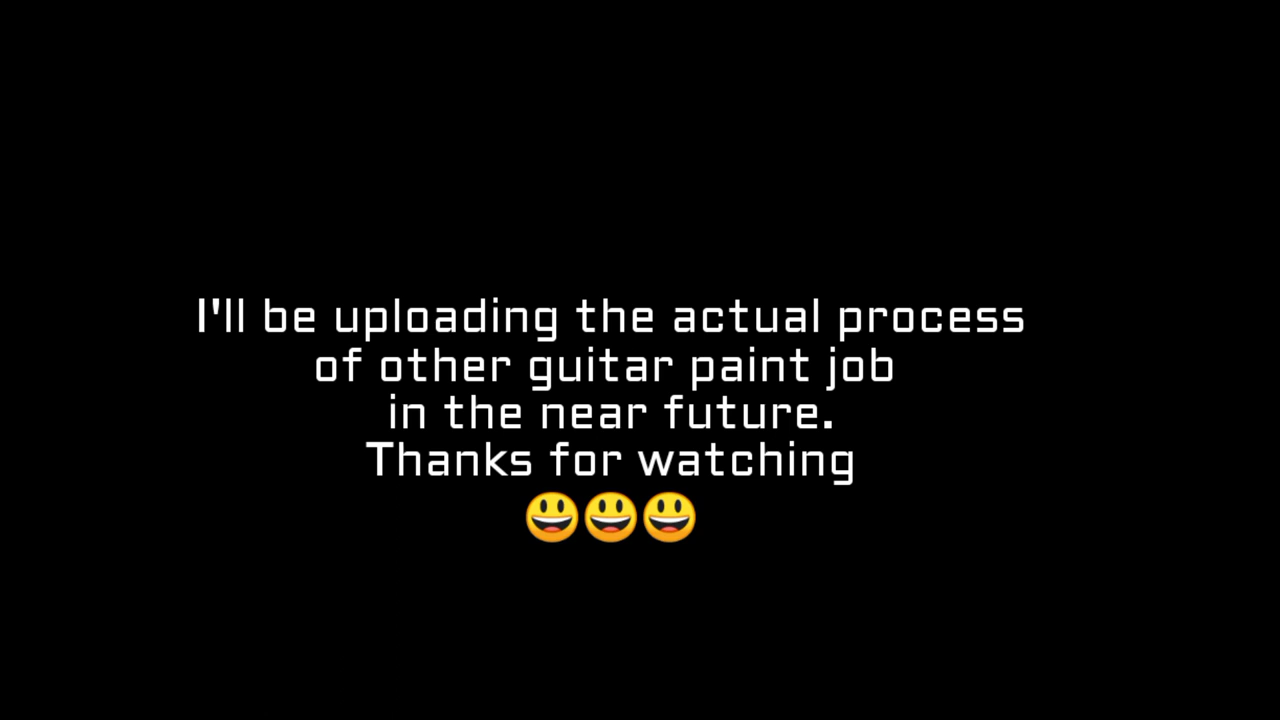 I'll be uploading the actual process
of other guitar paint job
in the near future.
Thanks for watching
😃😃😃